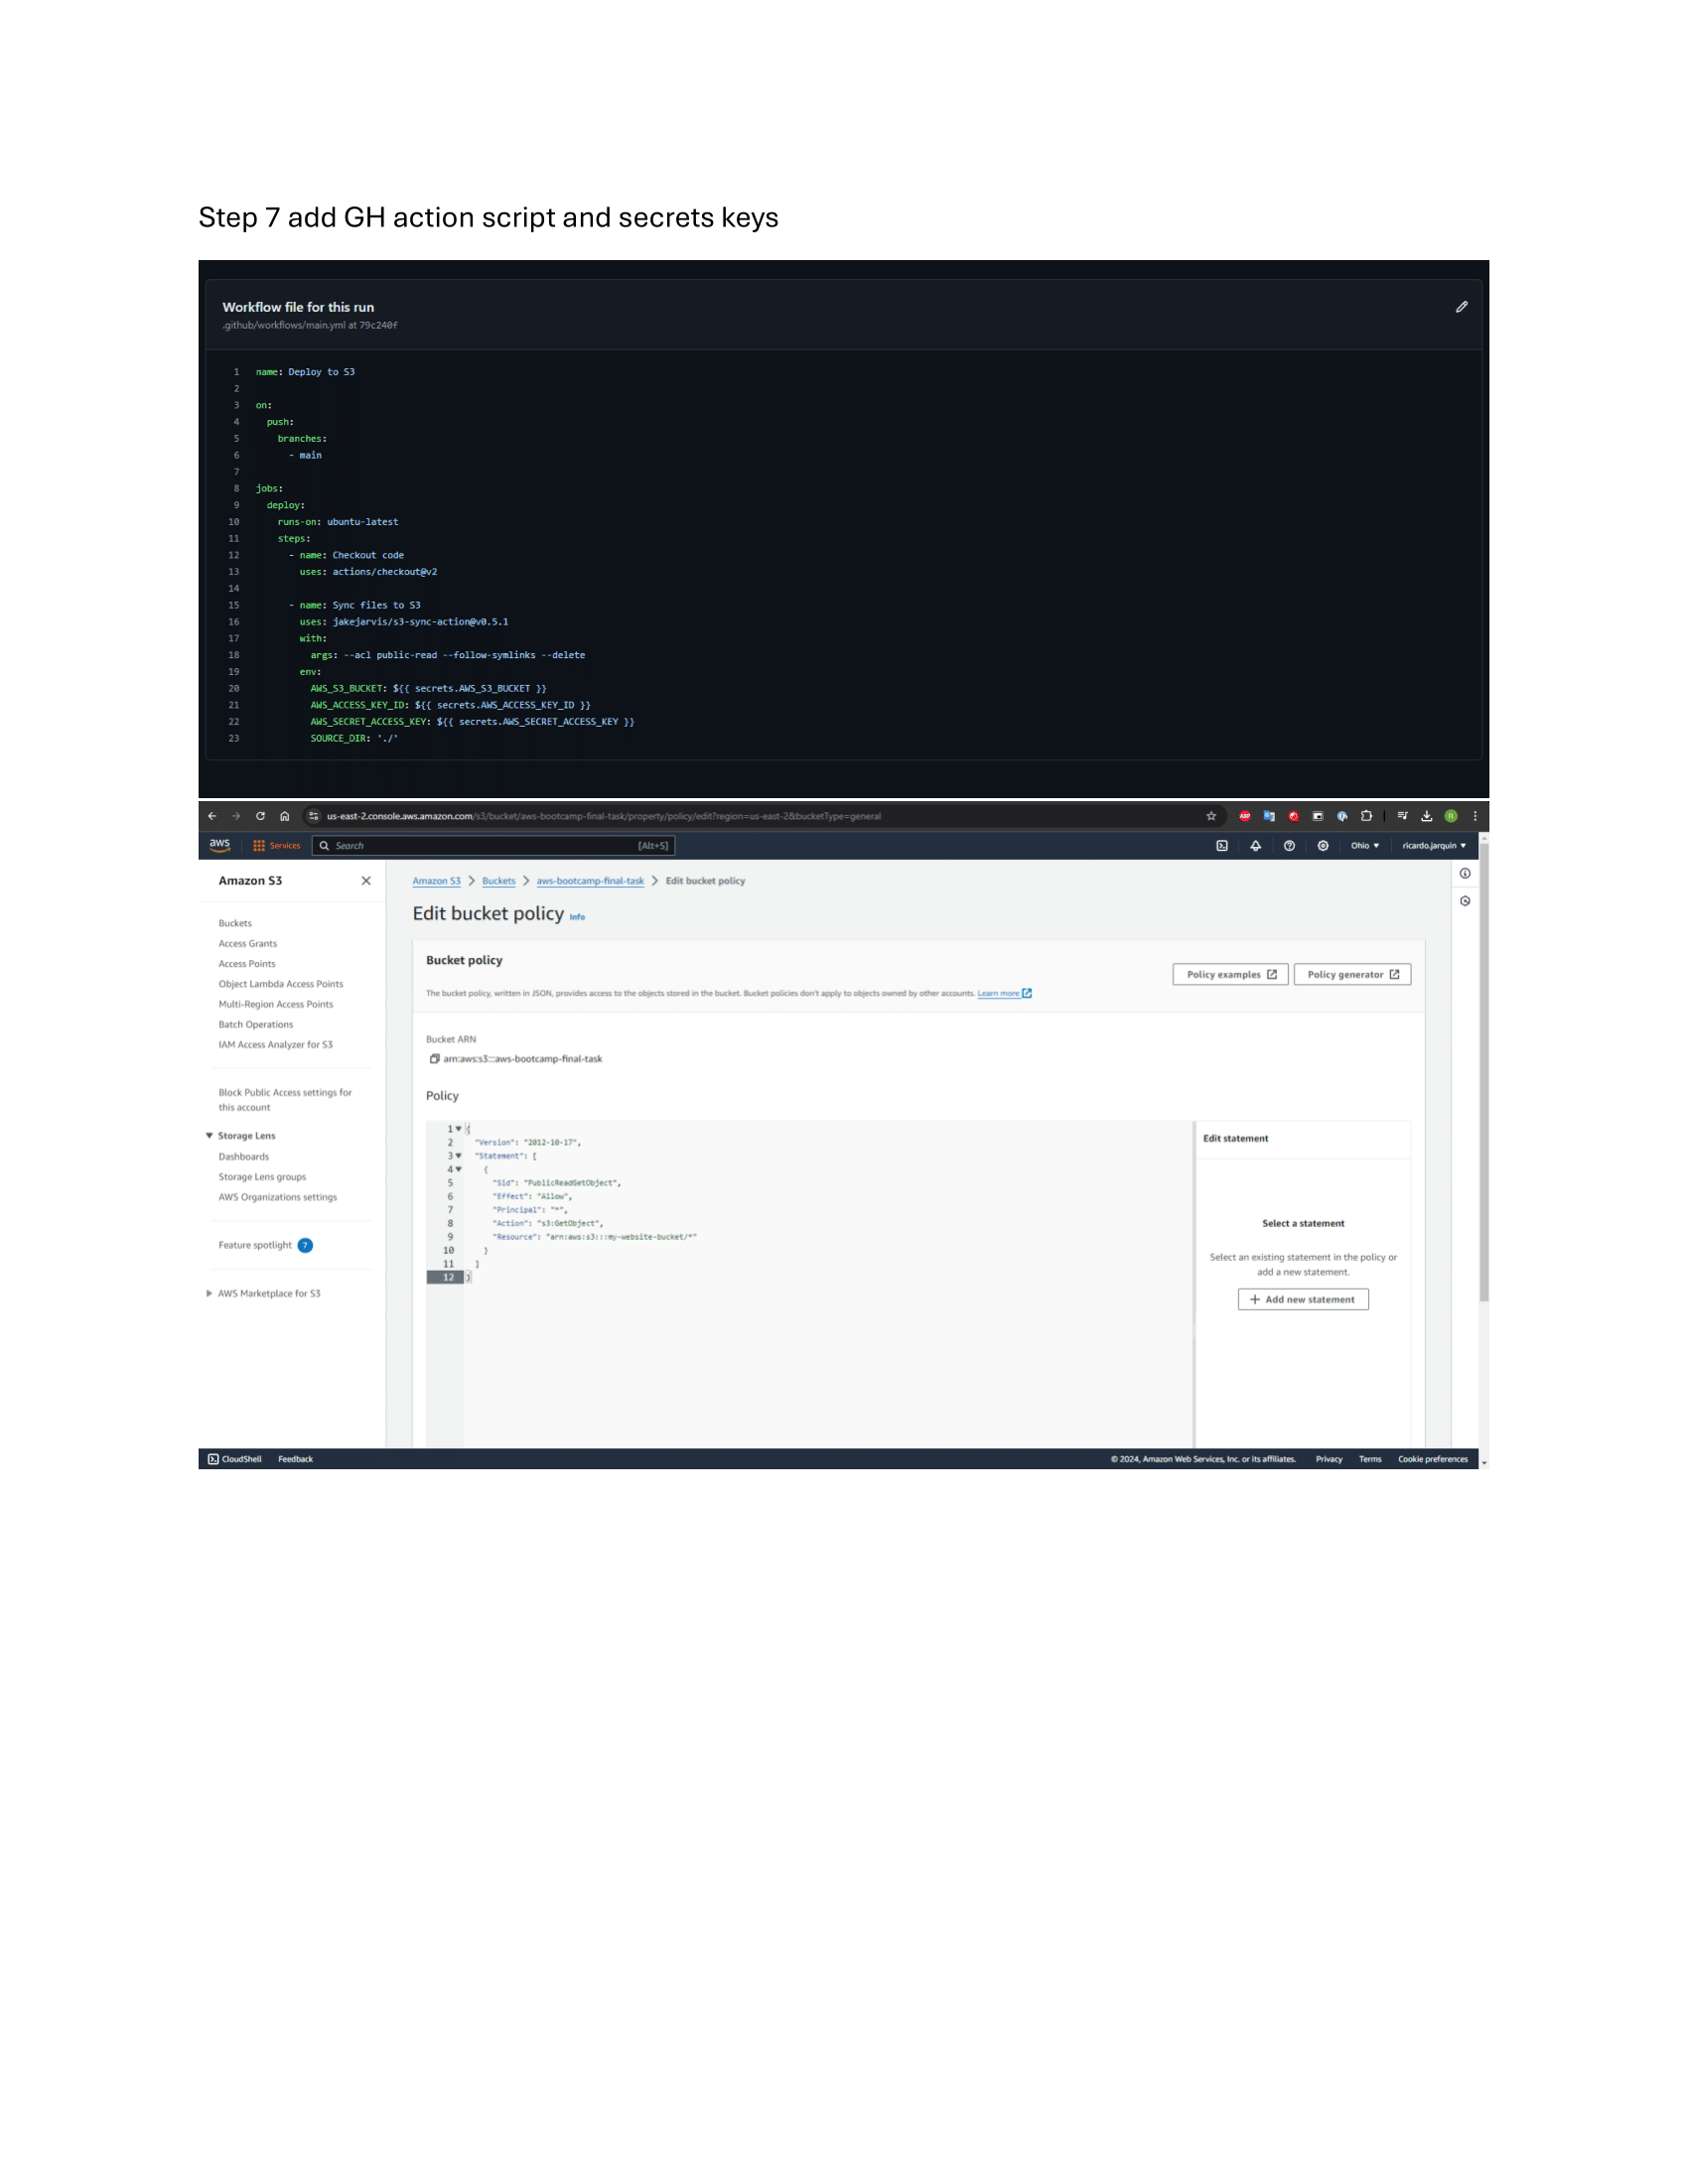 Step 7 add GH action script and secrets keys
Workflow file for this run
.github/workflows/main.yml at 79c240f
1 name: Deploy to S3
2
3 on:
4 push:
5 branches:
6 - main
7
8 jobs:
9 deploy:
10 runs-on: ubuntu-latest
11 steps:
12 - name: Checkout code
13 uses: actions/checkout@v2
14
15 - name: Sync files to S3
16 uses: jakejarvis/s3-sync-action@v0.5.1
17 with:
18 args: --acl public-read --follow-symlinks --delete
19 env:
20 AWS_S3_BUCKET: ${{ secrets.AWS_S3_BUCKET }}
21 AWS_ACCESS_KEY_ID: ${{ secrets.AWS_ACCESS_KEY_ID }}
22 AWS_SECRET_ACCESS_KEY: ${{ secrets.AWS_SECRET_ACCESS_KEY }}
23 SOURCE_DIR: './'
us-east-2.console.aws.amazon.com/s3/bucket/aws-bootcamp-final-task/property/policy/edit?region=us-east-2&bucketType=general
ABP
R
aws Services Search [Alt+S] Ohio ricardo.jarquin
Amazon S3
Buckets
Access Grants
Access Points
Object Lambda Access Points
Multi-Region Access Points
Batch Operations
IAM Access Analyzer for S3
Block Public Access settings for
this account
Storage Lens
Dashboards
Storage Lens groups
AWS Organizations settings
Feature spotlight 7
AWS Marketplace for S3
Amazon S3 > Buckets > aws-bootcamp-final-task > Edit bucket policy
Edit bucket policy Info
Bucket policy
Policy examples Policy generator
The bucket policy, written in JSON, provides access to the objects stored in the bucket. Bucket policies don't apply to objects owned by other accounts. Learn more
Bucket ARN
arn:aws:s3:::aws-bootcamp-final-task
Policy
1 {
2 "Version": "2012-10-17",
3 "Statement": [
4 {
5 "Sid": "PublicReadGetObject",
6 "Effect": "Allow",
7 "Principal": "*",
8 "Action": "s3:GetObject",
9 "Resource": "arn:aws:s3:::my-website-bucket/*"
10 }
11 ]
12 }
Edit statement
Select a statement
Select an existing statement in the policy or
add a new statement.
+ Add new statement
CloudShell Feedback © 2024, Amazon Web Services, Inc. or its affiliates. Privacy Terms Cookie preferences